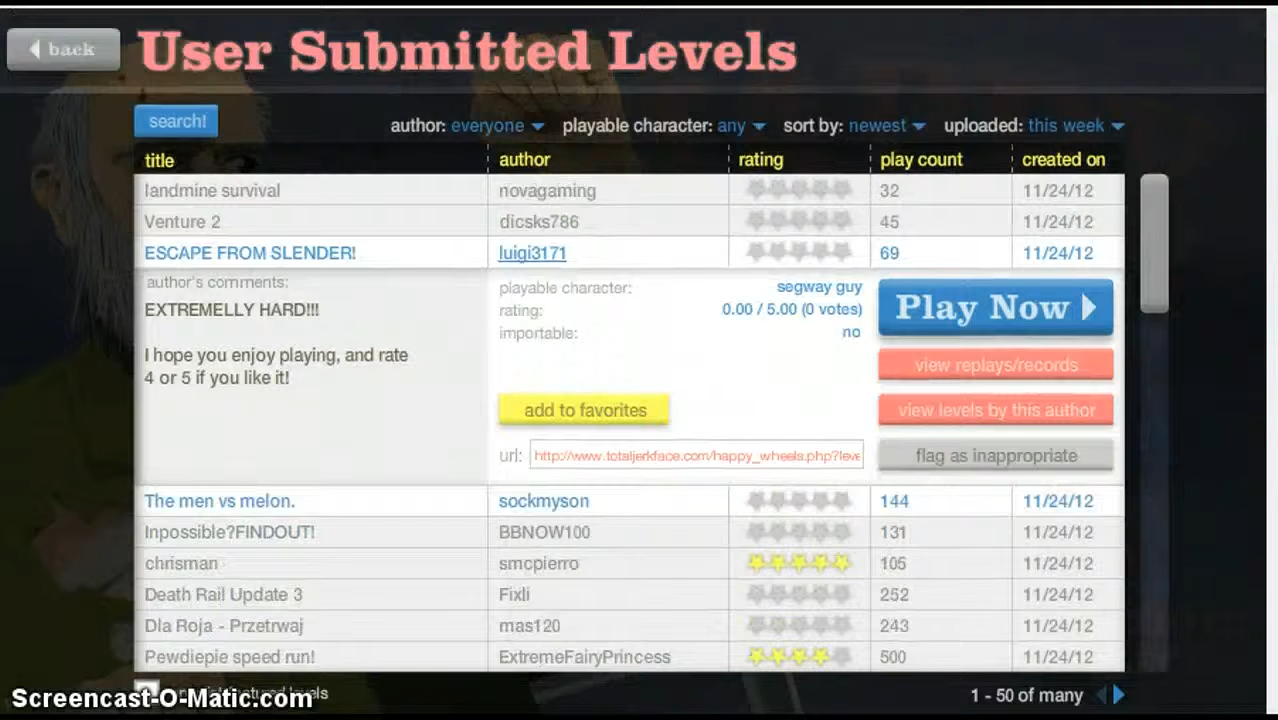 back
User Submitted Levels
search!
author: everyone playable character: any sort by: newest uploaded: this week
title author rating play count created on
landmine survival novagaming 32 11/24/12
Venture 2 dicsks786 45 11/24/12
ESCAPE FROM SLENDER! luigi3171 69 11/24/12
author's comments:
EXTREMELLY HARD!!!
I hope you enjoy playing, and rate
4 or 5 if you like it!
playable character: segway guy
rating: 0.00 / 5.00 (0 votes)
importable: no
add to favorites
url: http://www.totaljerkface.com/happy_wheels.php?leve
Play Now
view replays/records
view levels by this author
flag as inappropriate
The men vs melon. sockmyson 144 11/24/12
Inpossible?FINDOUT! BBNOW100 131 11/24/12
chrisman smcpierro 105 11/24/12
Death Rail Update 3 Fixli 252 11/24/12
Dla Roja - Przetrwaj mas120 243 11/24/12
Pewdiepie speed run! ExtremeFairyPrincess 500 11/24/12
levels
1 - 50 of many
Screencast-O-Matic.com